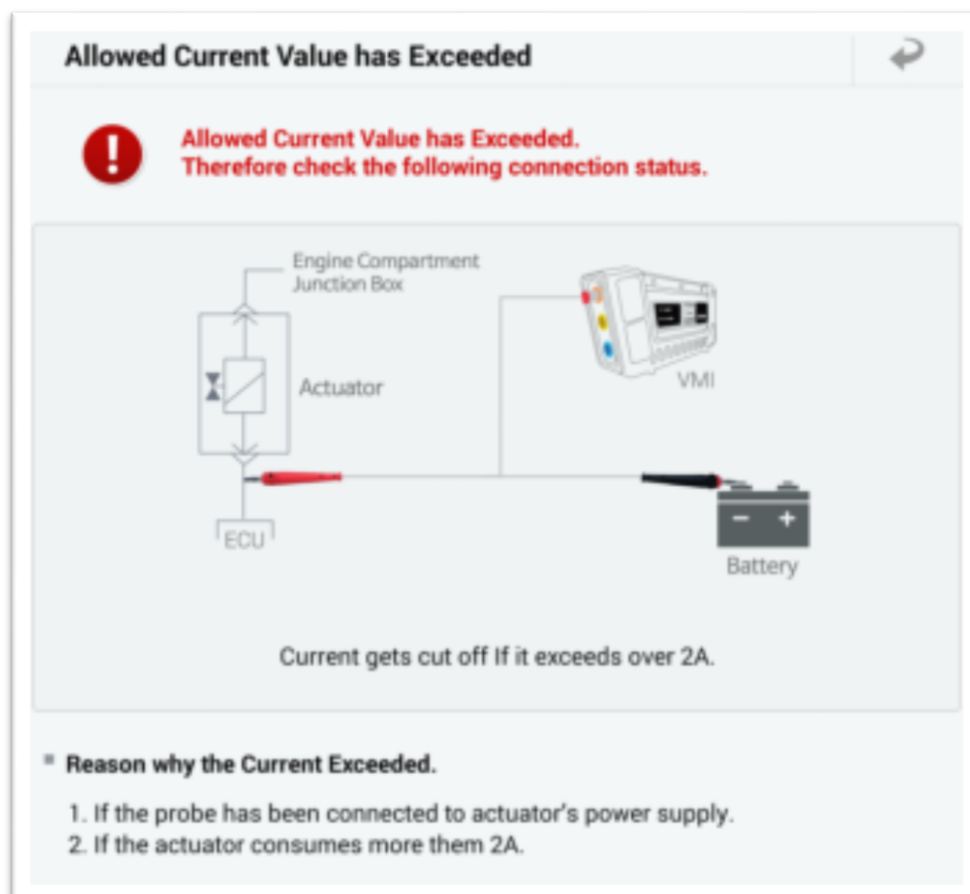 Allowed Current Value has Exceeded
Allowed Current Value has Exceeded.
Therefore check the following connection status.
Engine Compartment
Junction Box
Actuator
VMI
ECU
− +
Battery
Current gets cut off If it exceeds over 2A.
Reason why the Current Exceeded.
1. If the probe has been connected to actuator's power supply.
2. If the actuator consumes more them 2A.